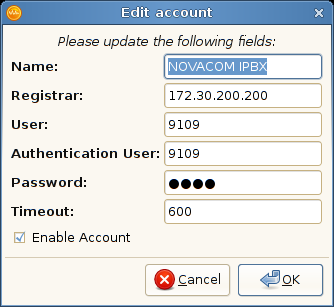 Edit account
Please update the following fields:
Name: NOVACOM IPBX
Registrar: 172.30.200.200
User: 9109
Authentication User: 9109
Password: ●●●●
Timeout: 600
Enable Account
Cancel OK